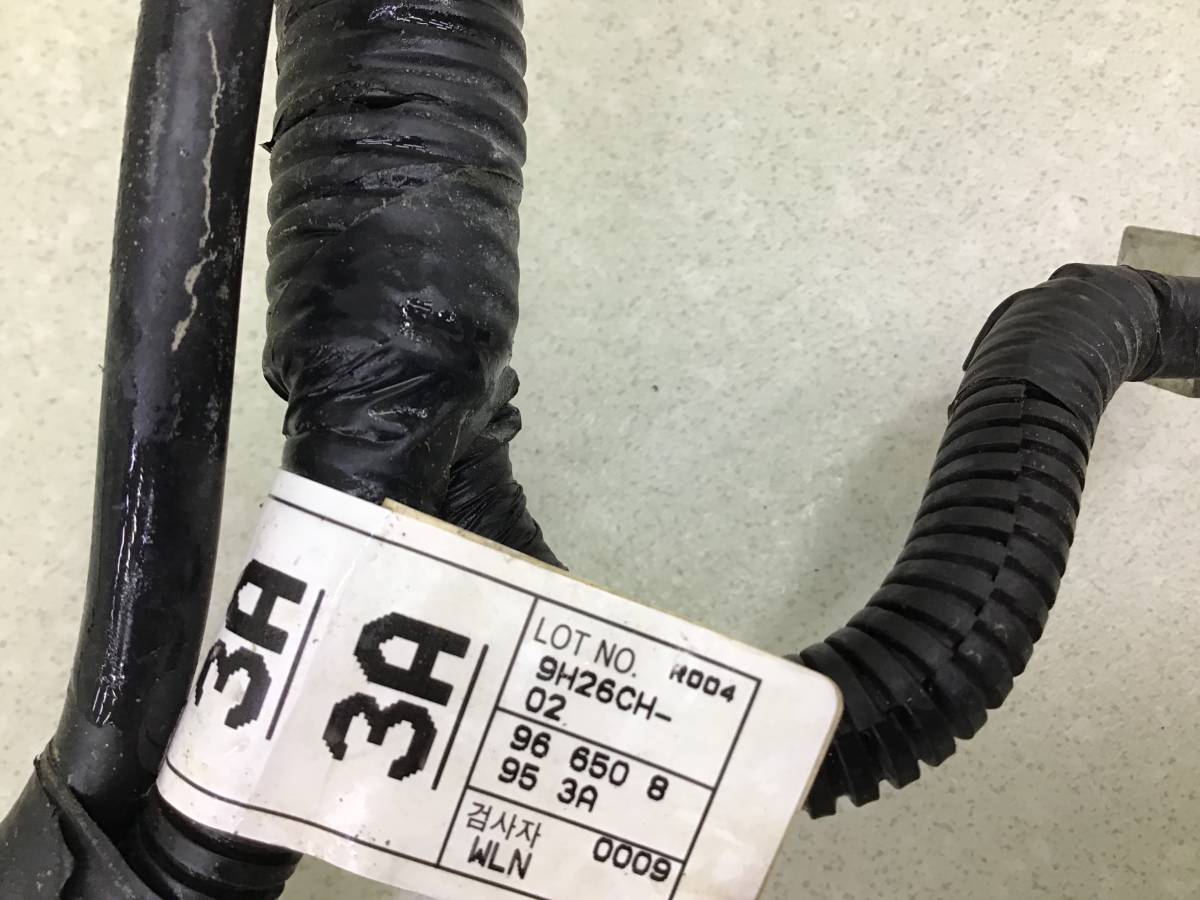 3A
3A
LOT NO. R004
9H26CH-
02
96 650 8
95 3A
검사자 0009
WLN